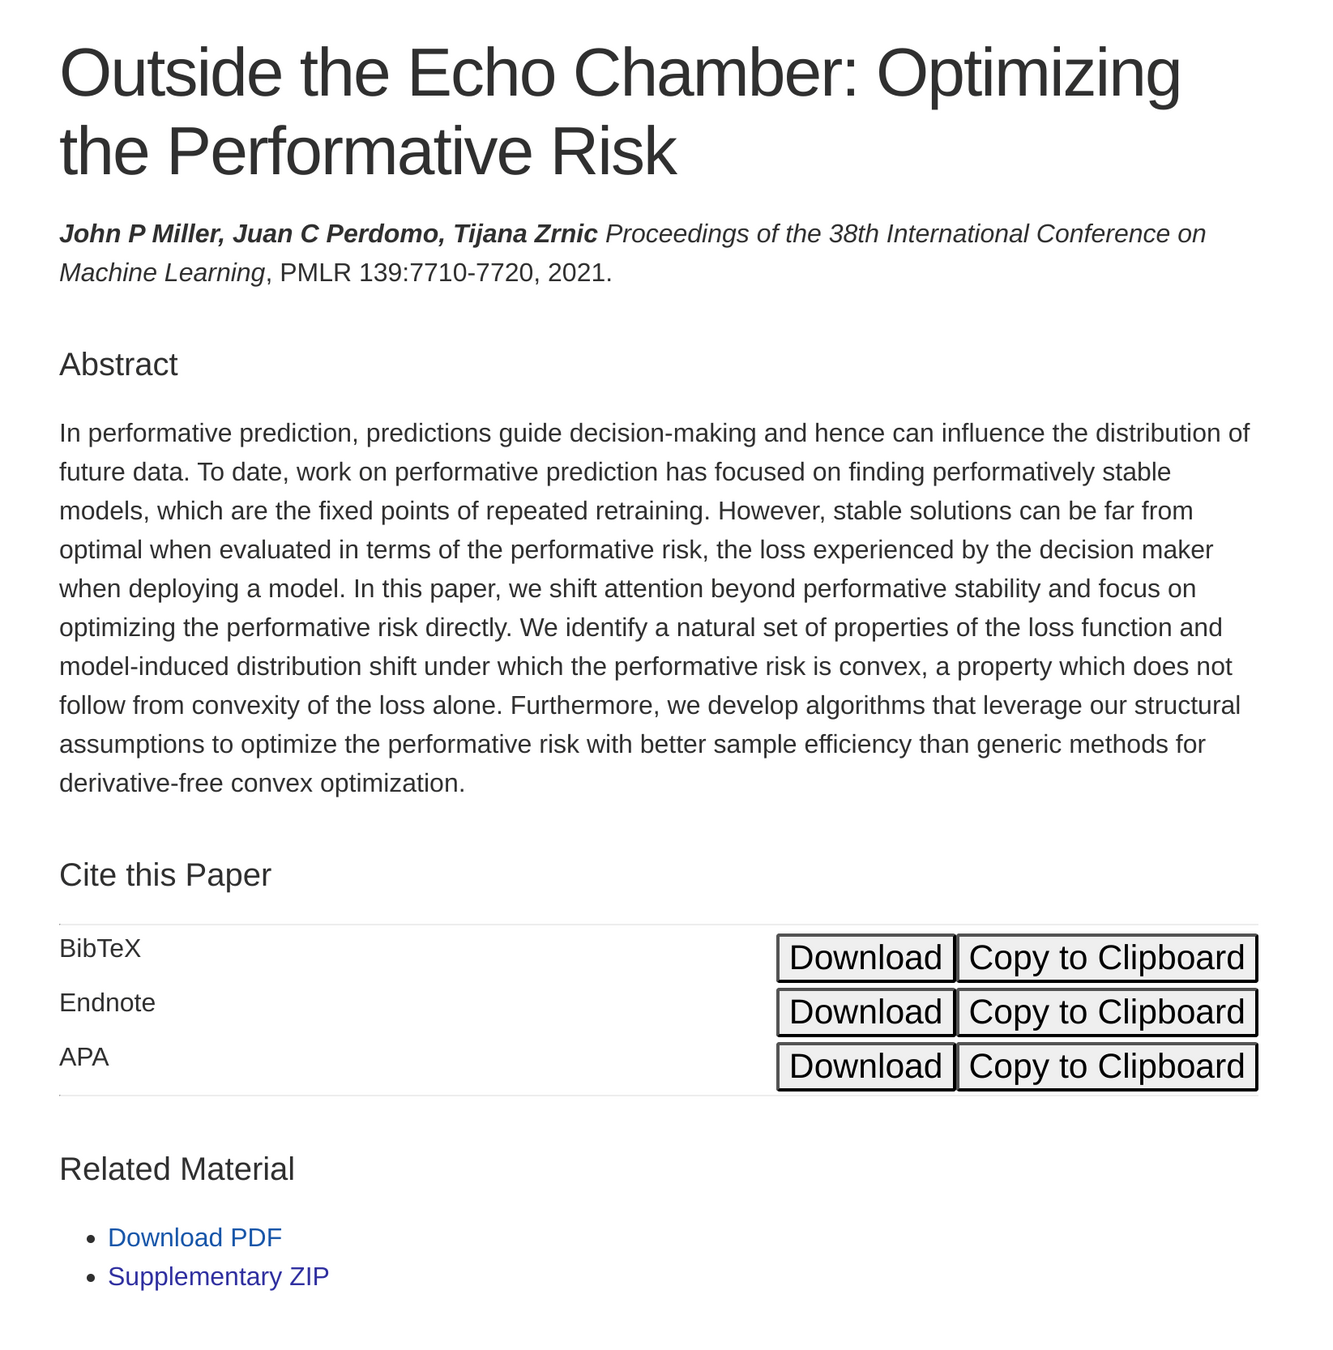 Outside the Echo Chamber: Optimizing
the Performative Risk
John P Miller, Juan C Perdomo, Tijana Zrnic Proceedings of the 38th International Conference on
Machine Learning, PMLR 139:7710-7720, 2021.
Abstract
In performative prediction, predictions guide decision-making and hence can influence the distribution of
future data. To date, work on performative prediction has focused on finding performatively stable
models, which are the fixed points of repeated retraining. However, stable solutions can be far from
optimal when evaluated in terms of the performative risk, the loss experienced by the decision maker
when deploying a model. In this paper, we shift attention beyond performative stability and focus on
optimizing the performative risk directly. We identify a natural set of properties of the loss function and
model-induced distribution shift under which the performative risk is convex, a property which does not
follow from convexity of the loss alone. Furthermore, we develop algorithms that leverage our structural
assumptions to optimize the performative risk with better sample efficiency than generic methods for
derivative-free convex optimization.
Cite this Paper
BibTeX Download Copy to Clipboard
Endnote Download Copy to Clipboard
APA Download Copy to Clipboard
Related Material
• Download PDF
• Supplementary ZIP